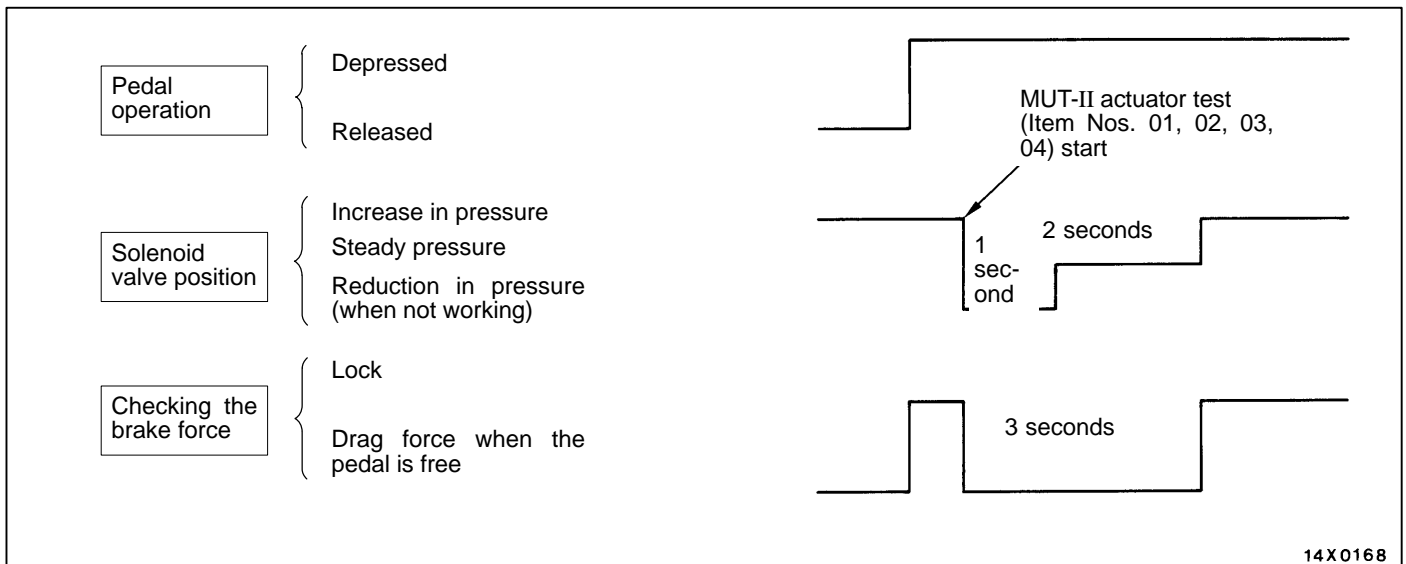 Pedal
operation
Depressed
Released
MUT-II actuator test
(Item Nos. 01, 02, 03,
04) start
Solenoid
valve position
Increase in pressure
Steady pressure
Reduction in pressure
(when not working)
1
sec-
ond
2 seconds
Checking the
brake force
Lock
Drag force when the
pedal is free
3 seconds
14X0168